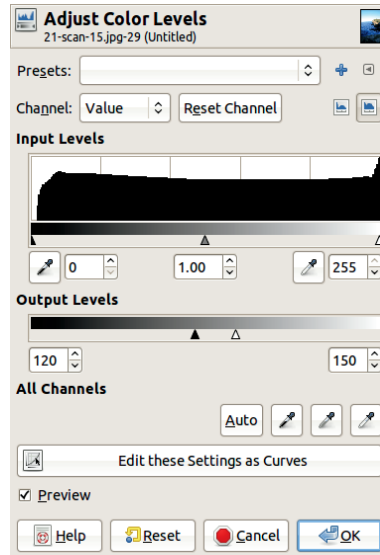 Adjust Color Levels
21-scan-15.jpg-29 (Untitled)
Presets:
Channel: Value Reset Channel
Input Levels
0 1.00 255
Output Levels
120 150
All Channels
Auto
Edit these Settings as Curves
Preview
Help Reset Cancel OK